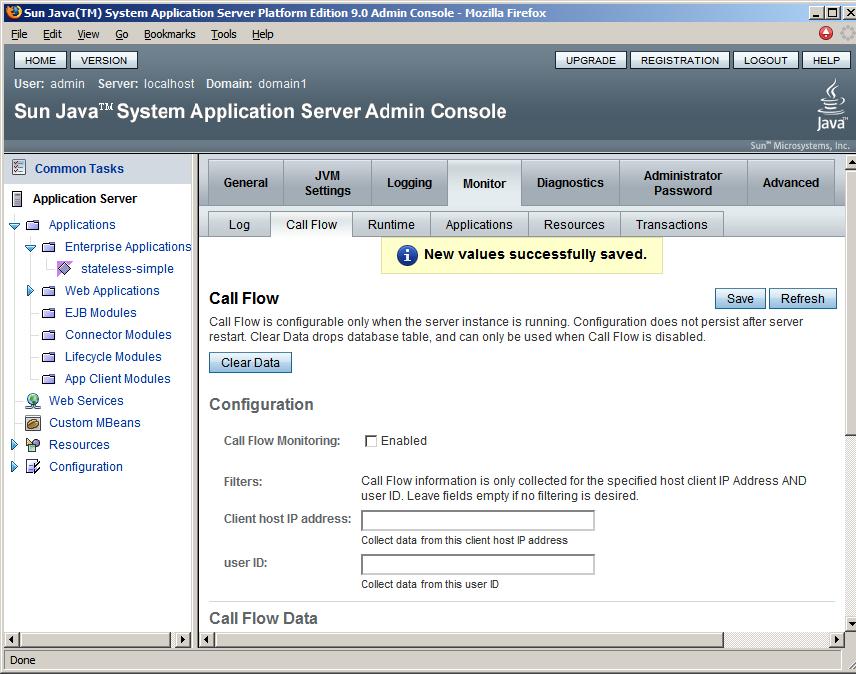 Sun Java(TM) System Application Server Platform Edition 9.0 Admin Console - Mozilla Firefox
File Edit View Go Bookmarks Tools Help
HOME VERSION UPGRADE REGISTRATION LOGOUT HELP
User: admin Server: localhost Domain: domain1
Sun Java™ System Application Server Admin Console
Java™
Sun™ Microsystems, Inc.
Common Tasks
Application Server
Applications
Enterprise Applications
stateless-simple
Web Applications
EJB Modules
Connector Modules
Lifecycle Modules
App Client Modules
Web Services
Custom MBeans
Resources
Configuration
General JVM Settings Logging Monitor Diagnostics Administrator Password Advanced
Log Call Flow Runtime Applications Resources Transactions
New values successfully saved.
Call Flow Save Refresh
Call Flow is configurable only when the server instance is running. Configuration does not persist after server
restart. Clear Data drops database table, and can only be used when Call Flow is disabled.
Clear Data
Configuration
Call Flow Monitoring: Enabled
Filters: Call Flow information is only collected for the specified host client IP Address AND
user ID. Leave fields empty if no filtering is desired.
Client host IP address:
Collect data from this client host IP address
user ID:
Collect data from this user ID
Call Flow Data
Done